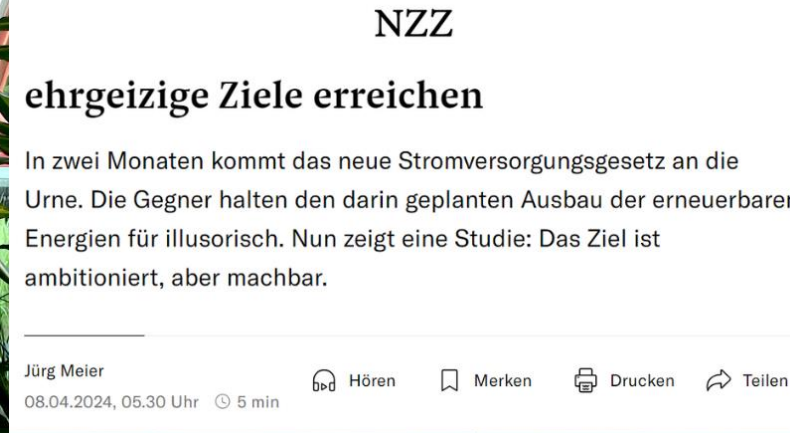 NZZ
ehrgeizige Ziele erreichen
In zwei Monaten kommt das neue Stromversorgungsgesetz an die
Urne. Die Gegner halten den darin geplanten Ausbau der erneuerbaren
Energien für illusorisch. Nun zeigt eine Studie: Das Ziel ist
ambitioniert, aber machbar.
Jürg Meier
08.04.2024, 05.30 Uhr 5 min
Hören Merken Drucken Teilen